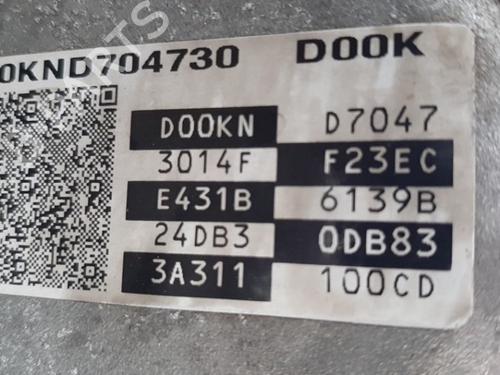 0KND704730 D00K
D00KN D7047
3014F F23EC
E431B 6139B
24DB3 0DB83
3A311 100CD